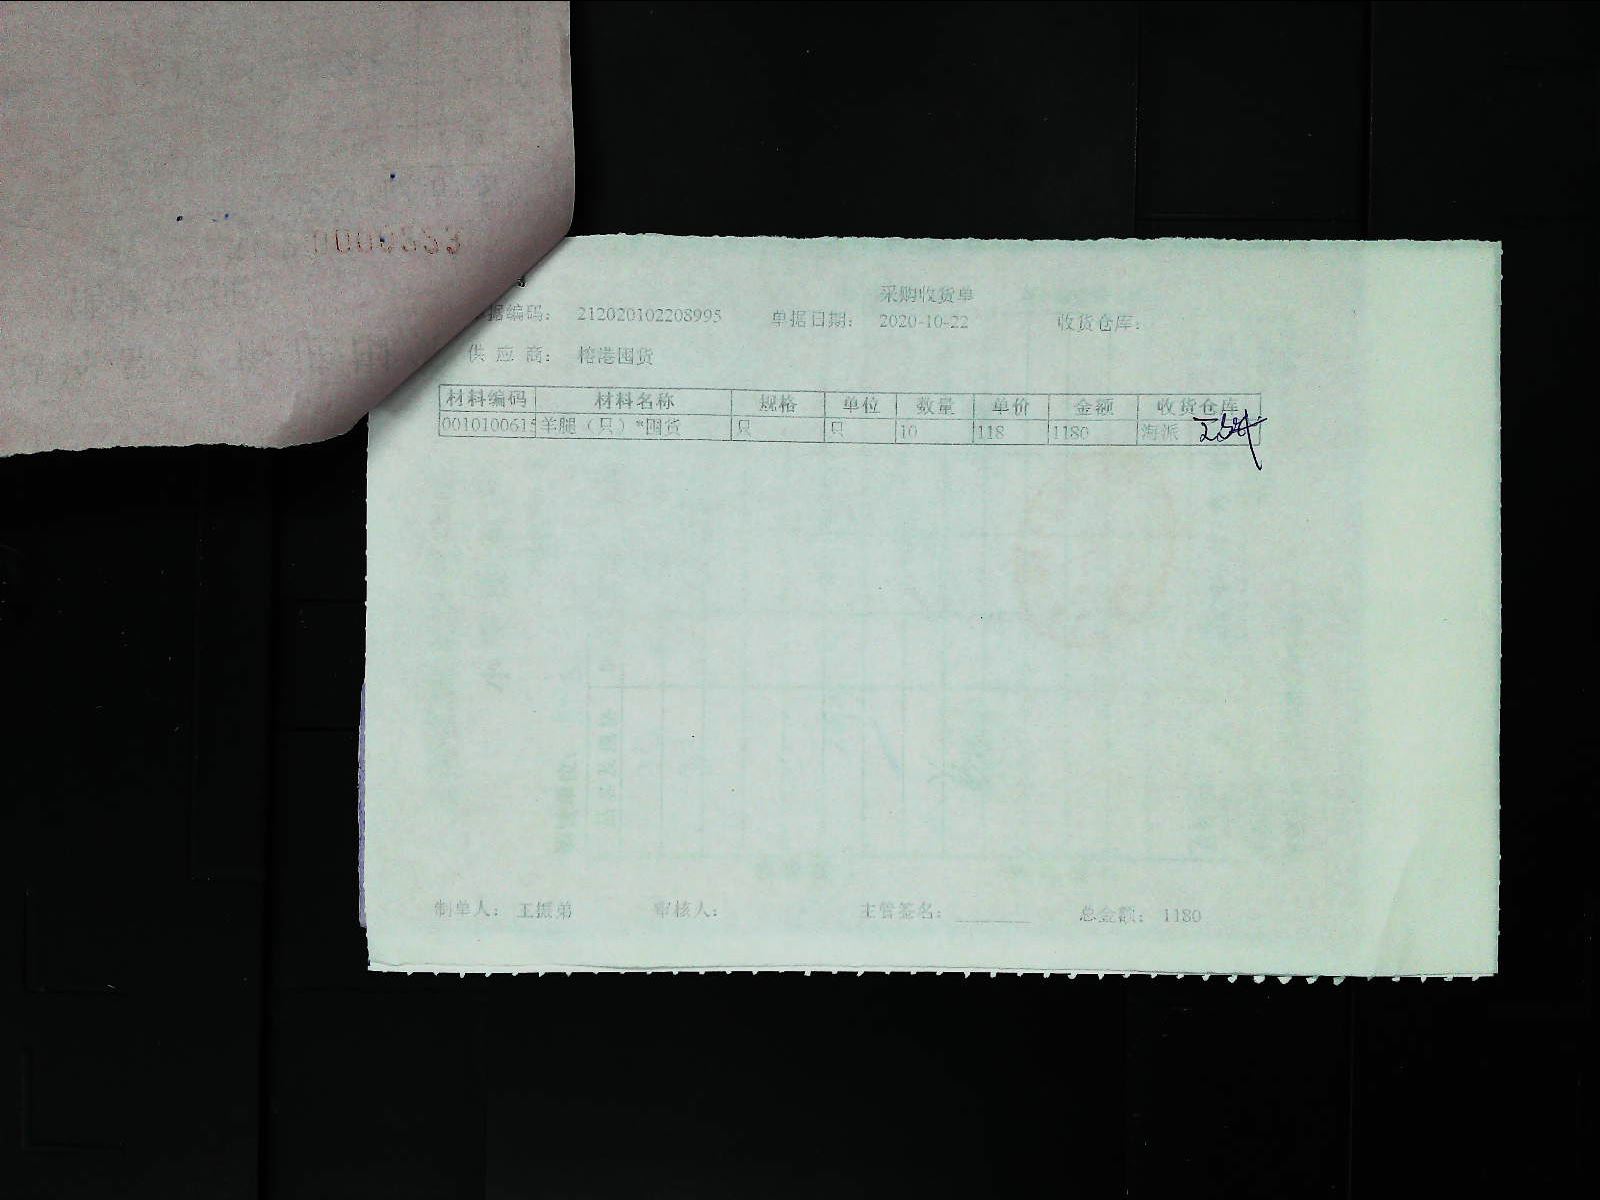 0000553
采购收货单
据编码： 212020102208995 单据日期： 2020-10-22 收货仓库：
供 应 商： 榕港囤货
材料编码 材料名称 规格 单位 数量 单价 金额 收货仓库
0010100615 羊腿（只）*囤货 只 只 10 118 1180 海派
制单人： 王振弟 审核人： 主管签名： 总金额： 1180